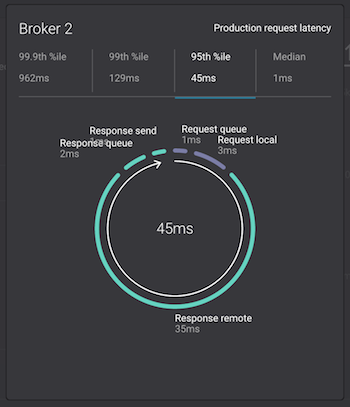 Broker 2
Production request latency
99.9th %ile
99th %ile
95th %ile
Median
962ms
129ms
45ms
1ms
Response send
Request queue
Response queue
1ms
Request local
2ms
3ms
45ms
Response remote
35ms